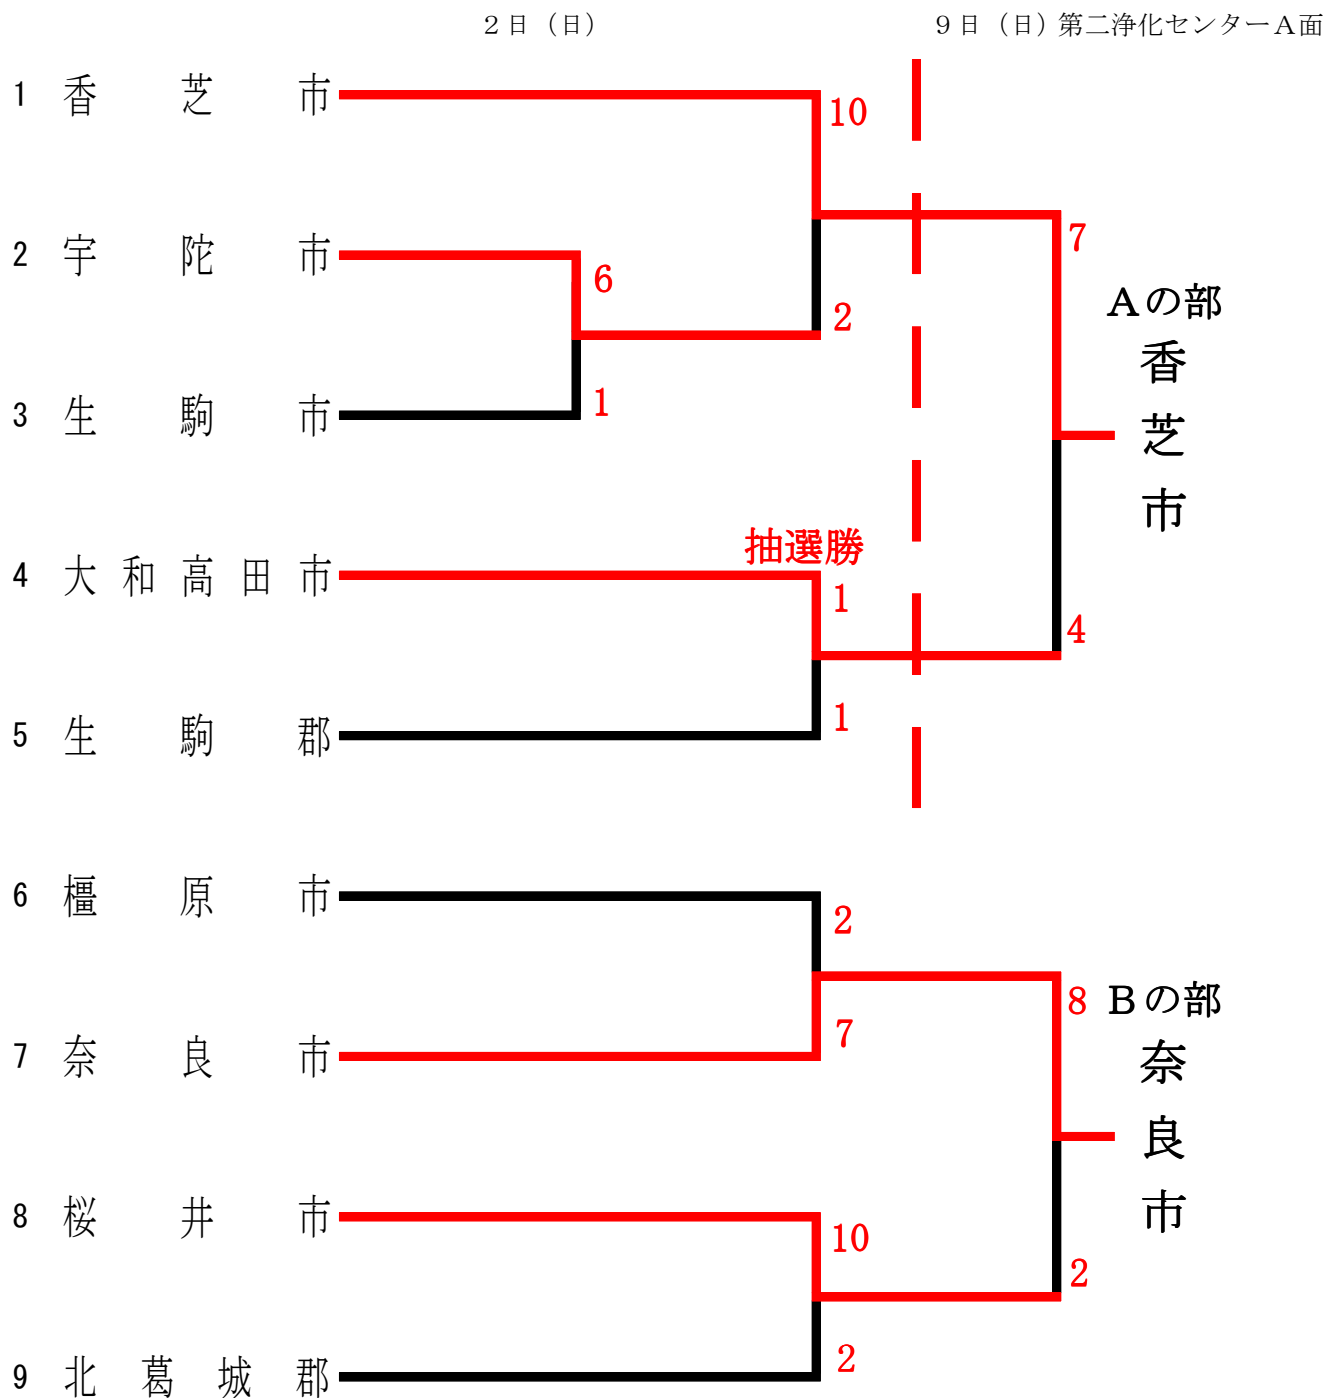 2日（日）
9日（日）第二浄化センターA面
1 香芝市
10
2 宇陀市
6
2
3 生駒市
1
7
Aの部
香芝市
抽選勝
4 大和高田市
1
4
5 生駒郡
1
6 橿原市
2
7 奈良市
7
8
Bの部
奈良市
8 桜井市
10
2
9 北葛城郡
2